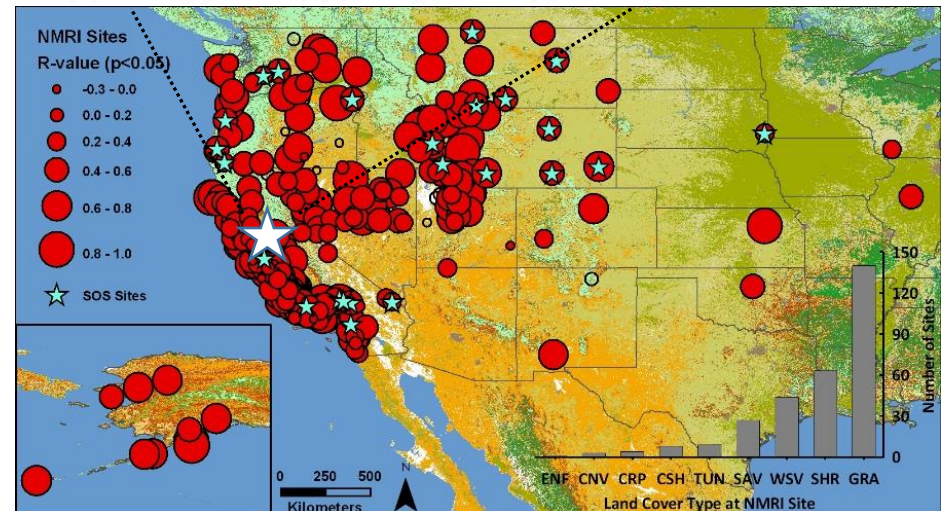 NMRI Sites
R-value (p<0.05)
-0.3 - 0.0
0.0 - 0.2
0.2 - 0.4
0.4 - 0.6
0.6 - 0.8
0.8 - 1.0
SOS Sites
0 250 500
Kilometers
N
150
120
90
60
30
0
Number of Sites
ENF CNV CRP CSH TUN SAV WSV SHR GRA
Land Cover Type at NMRI Site